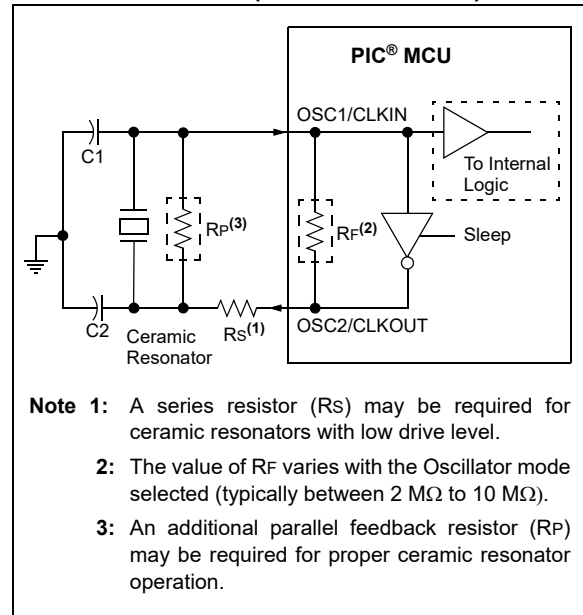 PIC® MCU
OSC1/CLKIN
C1
To Internal
Logic
RP(3)
RF(2)
Sleep
C2
Ceramic
Resonator
RS(1)
OSC2/CLKOUT
Note 1: A series resistor (RS) may be required for
ceramic resonators with low drive level.
2: The value of RF varies with the Oscillator mode
selected (typically between 2 MΩ to 10 MΩ).
3: An additional parallel feedback resistor (RP)
may be required for proper ceramic resonator
operation.